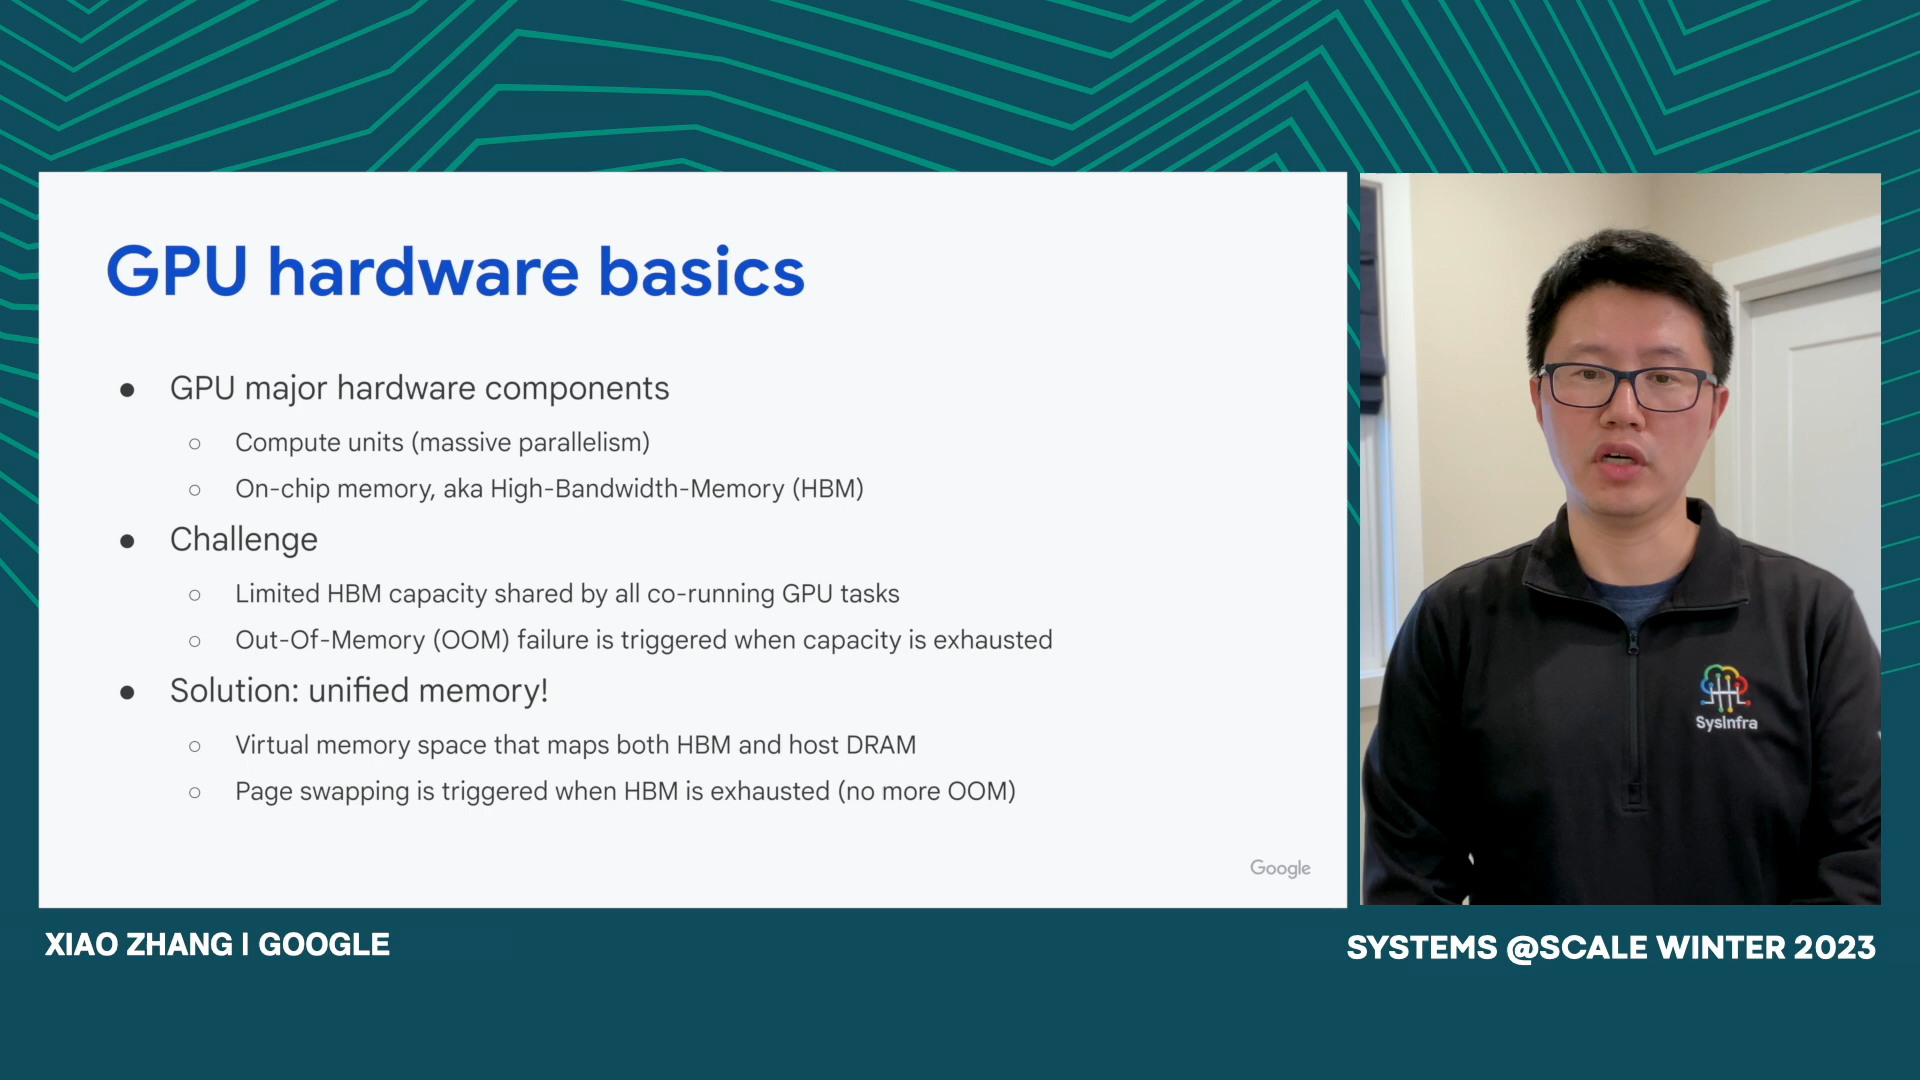 GPU hardware basics
● GPU major hardware components
○ Compute units (massive parallelism)
○ On-chip memory, aka High-Bandwidth-Memory (HBM)
● Challenge
○ Limited HBM capacity shared by all co-running GPU tasks
○ Out-Of-Memory (OOM) failure is triggered when capacity is exhausted
● Solution: unified memory!
○ Virtual memory space that maps both HBM and host DRAM
○ Page swapping is triggered when HBM is exhausted (no more OOM)
Google
SysInfra
XIAO ZHANG | GOOGLE
SYSTEMS @SCALE WINTER 2023